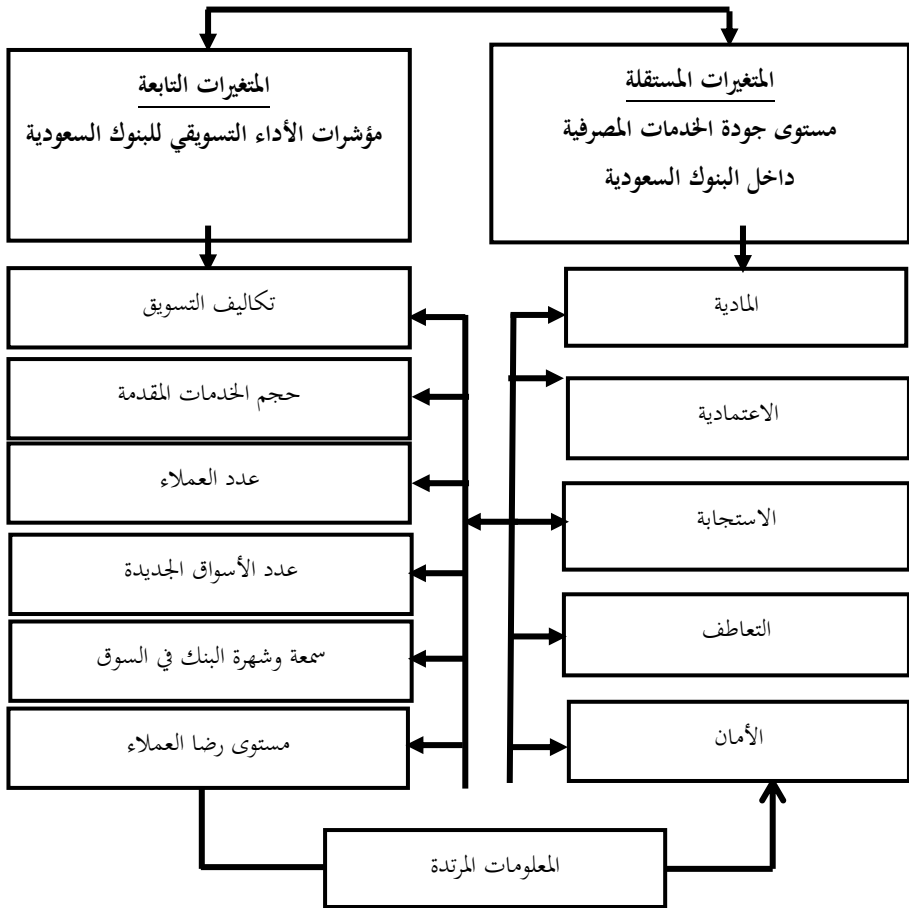 المتغيرات المستقلة
مستوى جودة الخدمات المصرفية
داخل البنوك السعودية
المتغيرات التابعة
مؤشرات الأداء التسويقي للبنوك السعودية
المادية
الاعتمادية
الاستجابة
التعاطف
الأمان
تكاليف التسويق
حجم الخدمات المقدمة
عدد العملاء
عدد الأسواق الجديدة
سمعة وشهرة البنك في السوق
مستوى رضا العملاء
المعلومات المرتدة